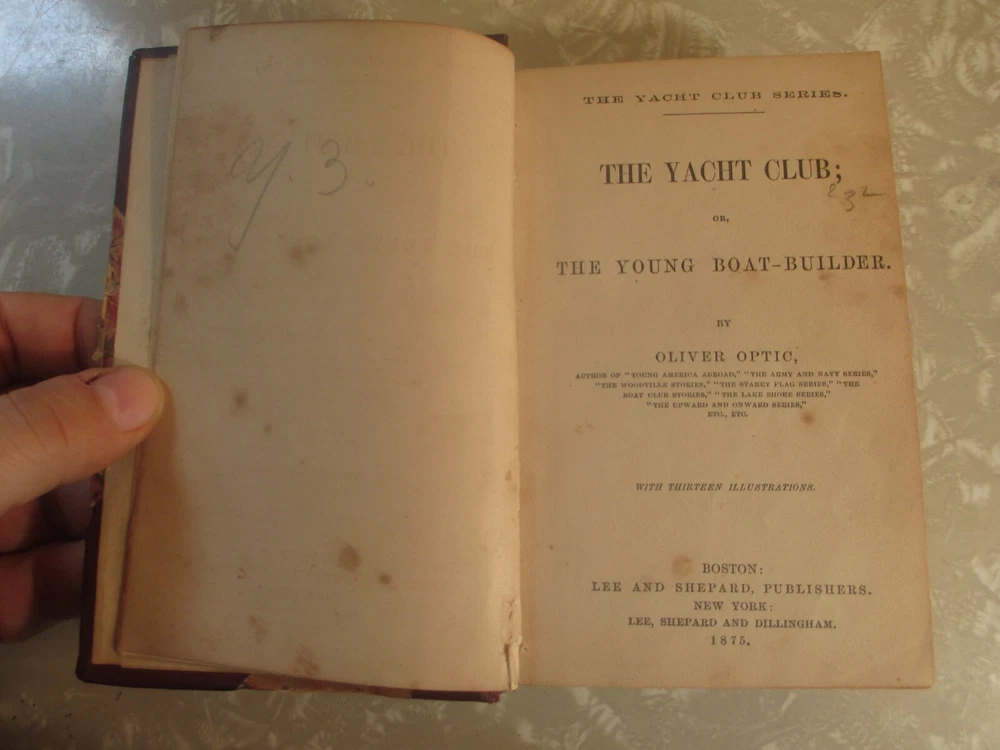 y. 3.
THE YACHT CLUB SERIES.
THE YACHT CLUB;
OR,
THE YOUNG BOAT-BUILDER.
BY
OLIVER OPTIC,
AUTHOR OF "YOUNG AMERICA ABROAD," "THE ARMY AND NAVY SERIES,"
"THE WOODVILLE STORIES," "THE STARRY FLAG SERIES," "THE
BOAT CLUB STORIES," "THE LAKE SHORE SERIES,"
"THE UPWARD AND ONWARD SERIES,"
ETC., ETC.
WITH THIRTEEN ILLUSTRATIONS.
BOSTON:
LEE AND SHEPARD, PUBLISHERS.
NEW YORK:
LEE, SHEPARD AND DILLINGHAM.
1875.